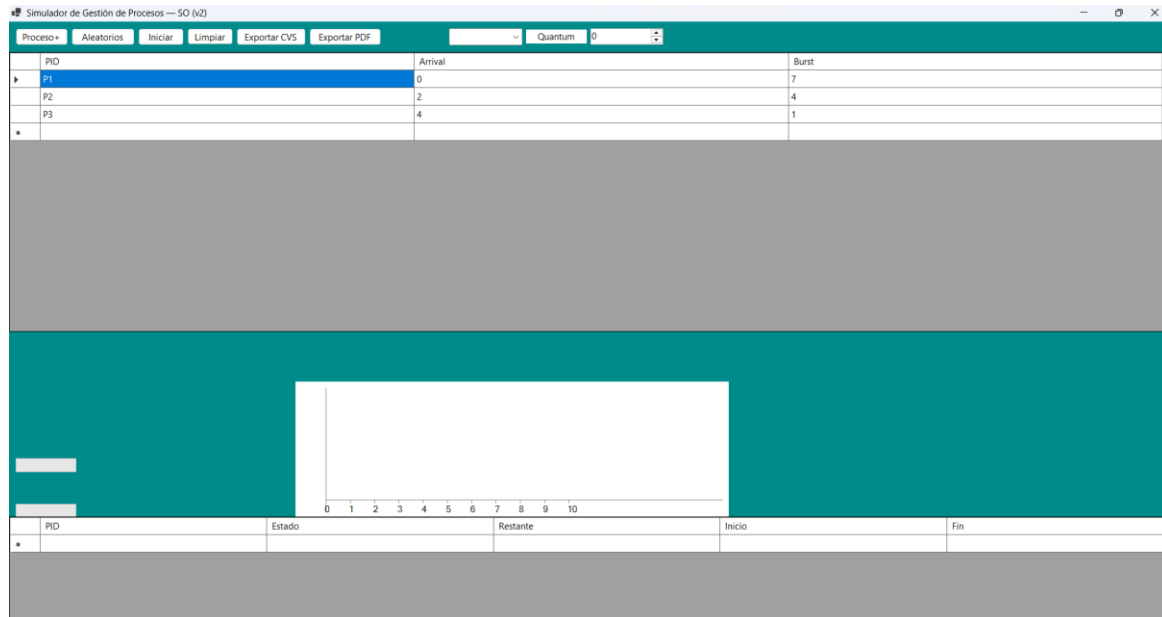 Simulador de Gestión de Procesos — SO (v2)
Proceso+ Aleatorios Iniciar Limpiar Exportar CVS Exportar PDF Quantum 0
PID Arrival Burst
P1 0 7
P2 2 4
P3 4 1
0 1 2 3 4 5 6 7 8 9 10
PID Estado Restante Inicio Fin